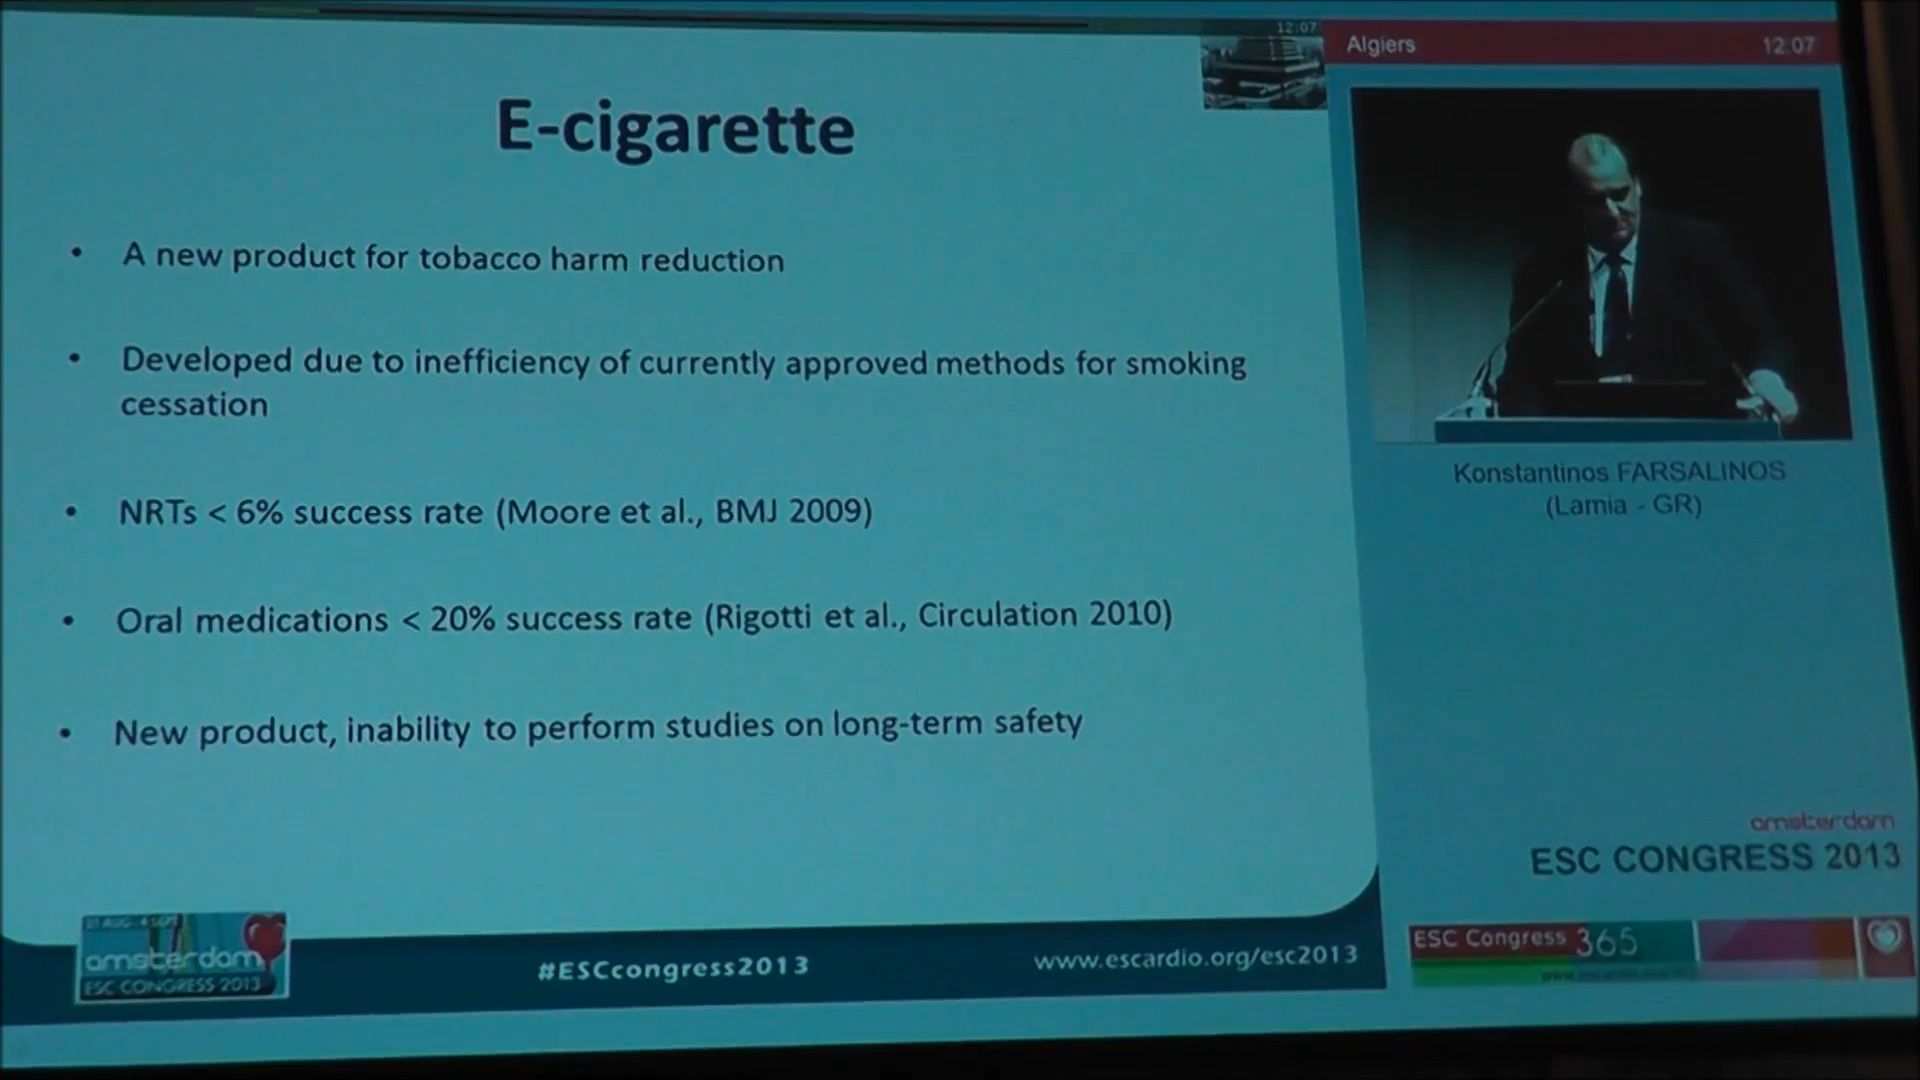 12:07
Algiers 12:07
E-cigarette
• A new product for tobacco harm reduction
• Developed due to inefficiency of currently approved methods for smoking
cessation
• NRTs < 6% success rate (Moore et al., BMJ 2009)
• Oral medications < 20% success rate (Rigotti et al., Circulation 2010)
• New product, inability to perform studies on long-term safety
Konstantinos FARSALINOS
(Lamia - GR)
amsterdam
ESC CONGRESS 2013
amsterdam
ESC CONGRESS 2013
#ESCcongress2013
www.escardio.org/esc2013
ESC Congress 365